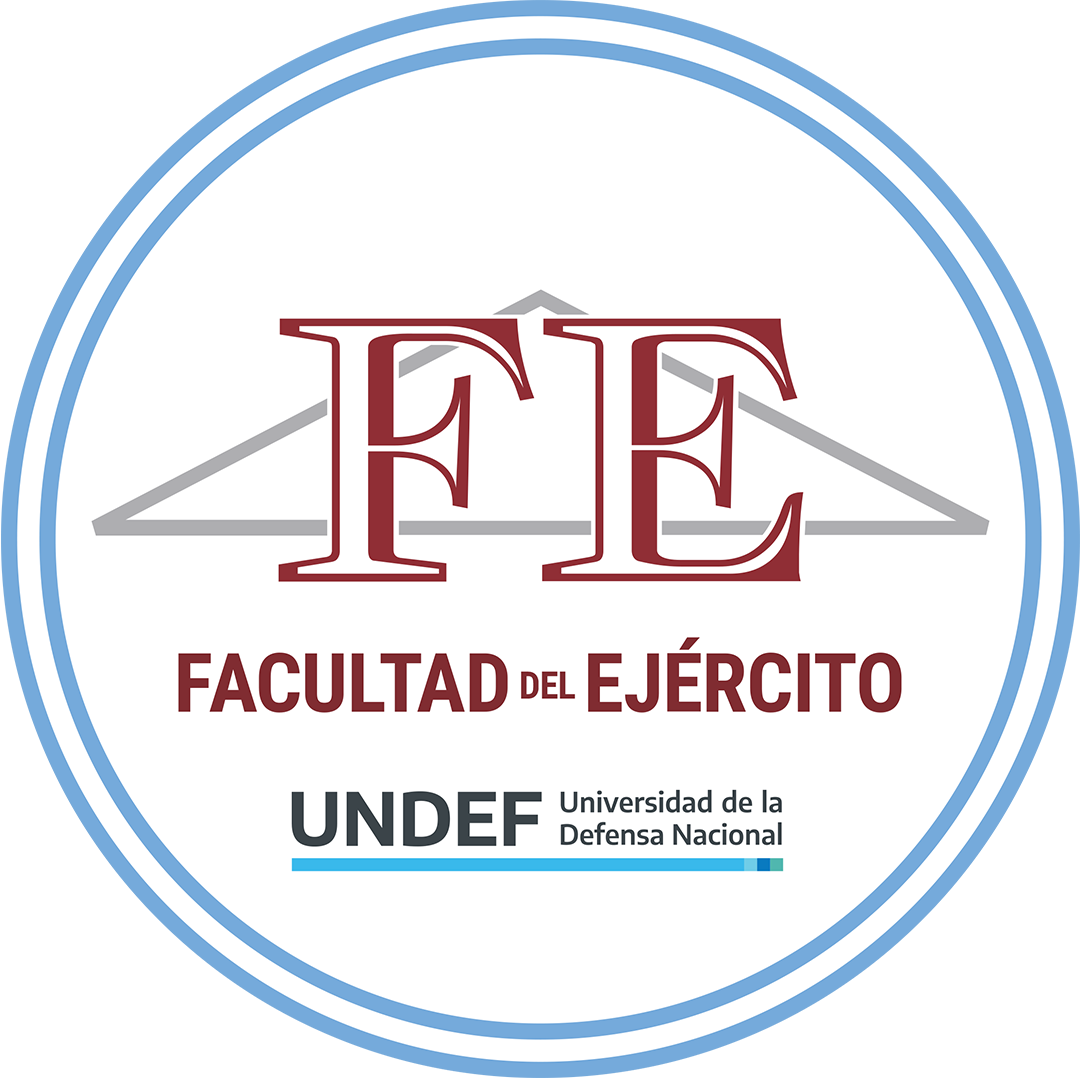 FE
FACULTAD DEL EJÉRCITO
UNDEF
Universidad de la
Defensa Nacional